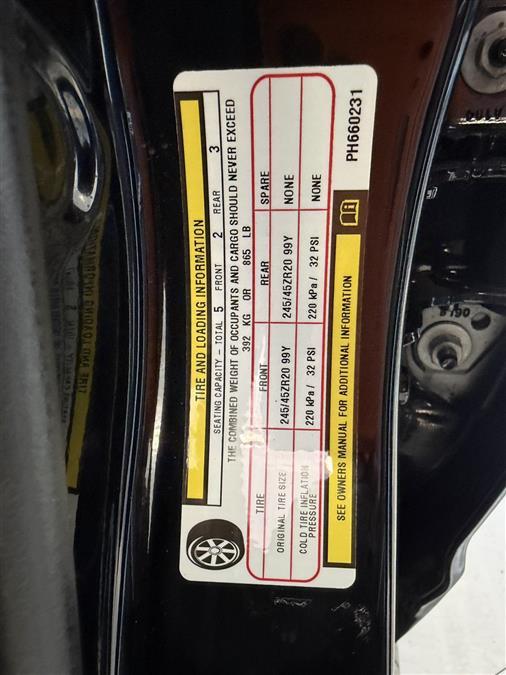 TIRE AND LOADING INFORMATION
SEATING CAPACITY – TOTAL 5 FRONT 2 REAR 3
THE COMBINED WEIGHT OF OCCUPANTS AND CARGO SHOULD NEVER EXCEED
392 KG OR 865 LB
TIRE FRONT REAR SPARE
ORIGINAL TIRE SIZE 245/45ZR20 99Y 245/45ZR20 99Y NONE
COLD TIRE INFLATION PRESSURE 220 kPa / 32 PSI 220 kPa / 32 PSI NONE
SEE OWNERS MANUAL FOR ADDITIONAL INFORMATION
PH660231